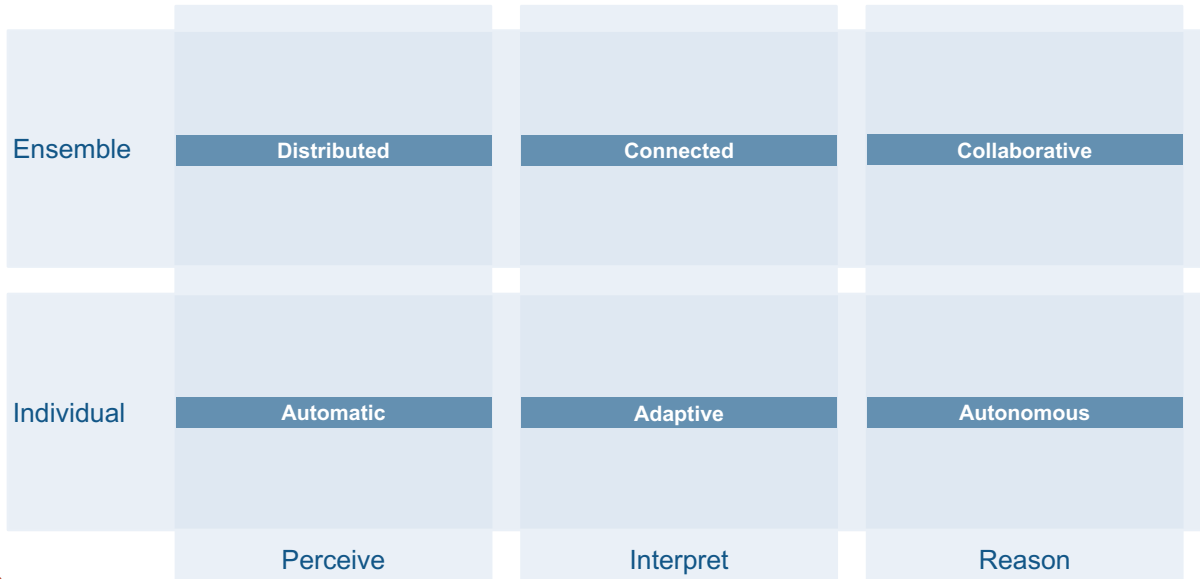 Ensemble
Distributed
Connected
Collaborative
Individual
Automatic
Adaptive
Autonomous
Perceive
Interpret
Reason